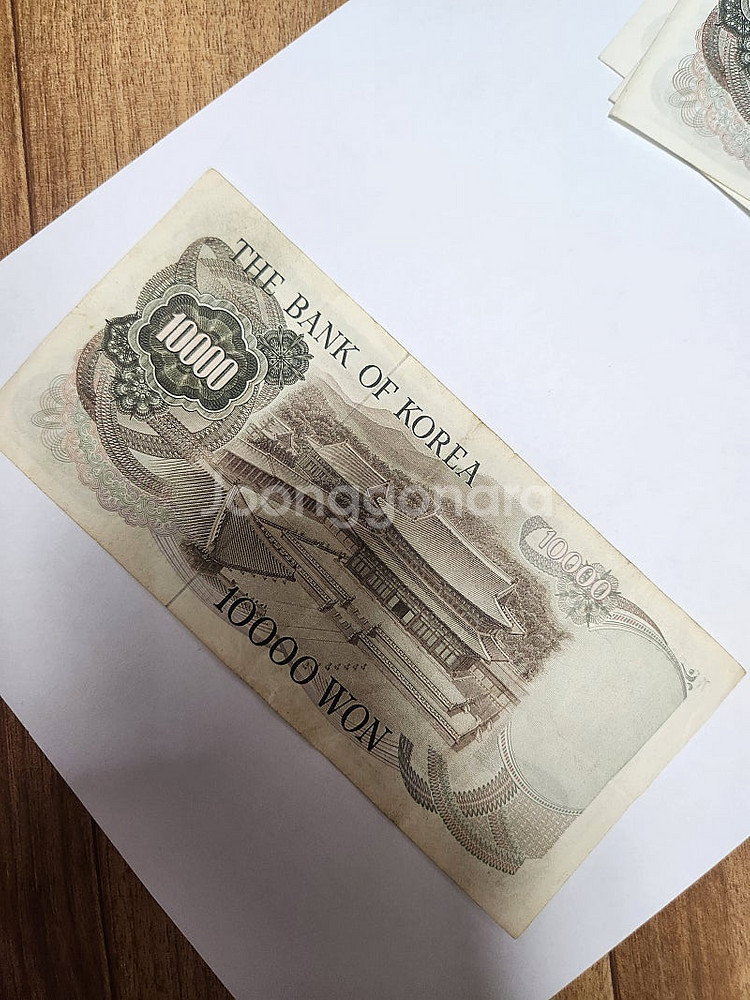 THE BANK OF KOREA
10000
Joonggonara
10000
10000 WON